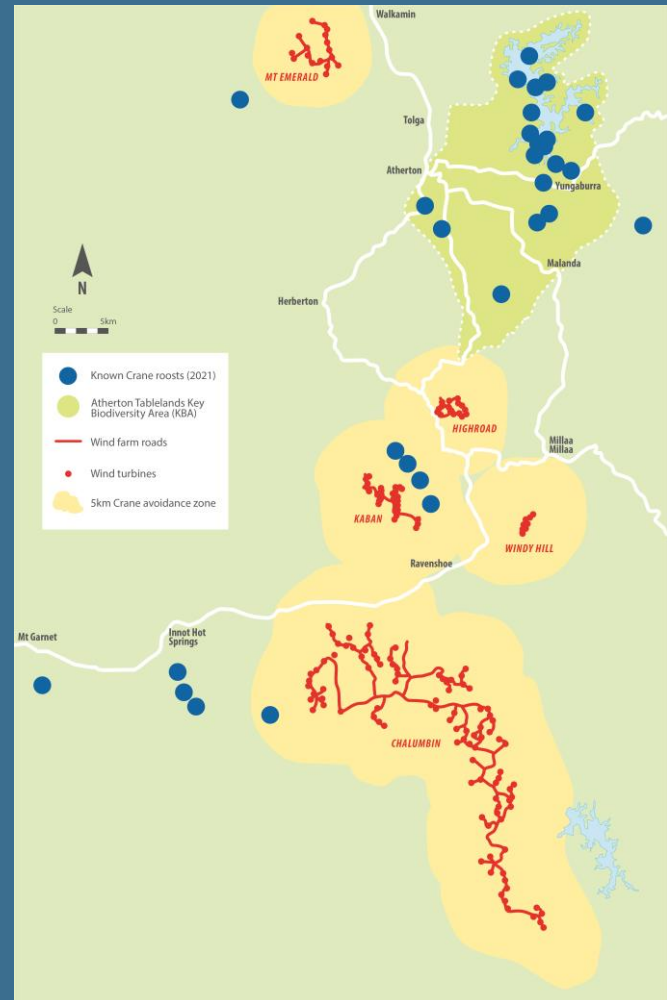 Walkamin
MT EMERALD
Tolga
Atherton
Yungaburra
Malanda
N
Herberton
Scale
0 5km
Known Crane roosts (2021)
Atherton Tablelands Key
Biodiversity Area (KBA)
Wind farm roads
Wind turbines
5km Crane avoidance zone
HIGHROAD
Millaa
Millaa
KABAN
WINDY HILL
Ravenshoe
Mt Garnet
Innot Hot
Springs
CHALUMBIN